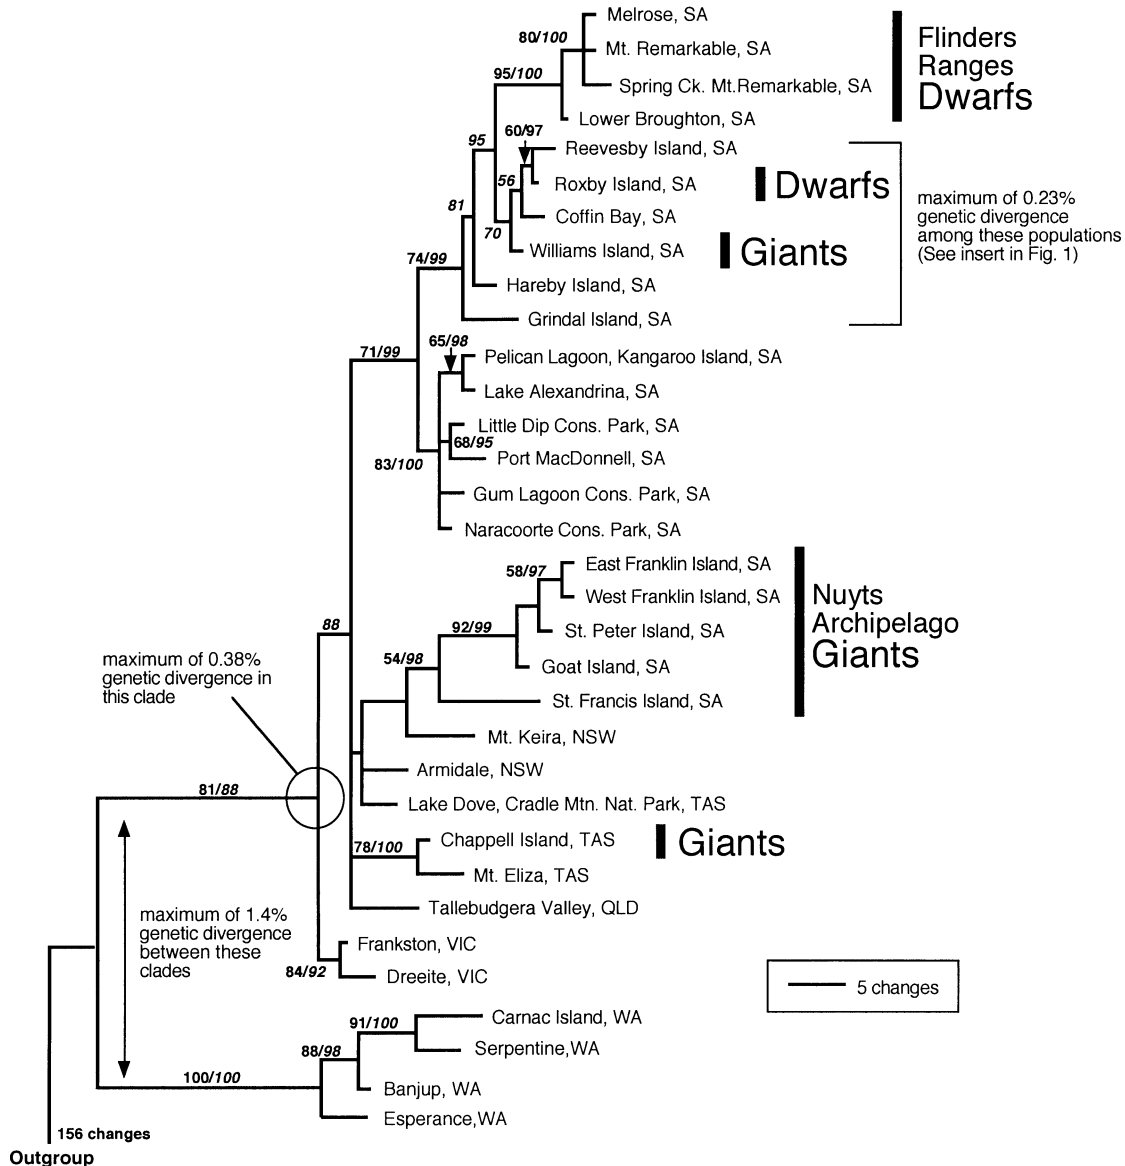 Melrose, SA
80/100
Mt. Remarkable, SA
95/100
Spring Ck. Mt.Remarkable, SA
Lower Broughton, SA
Flinders
Ranges
Dwarfs
60/97
95
Reevesby Island, SA
56
Roxby Island, SA
Dwarfs
81
Coffin Bay, SA
70
Williams Island, SA
Giants
maximum of 0.23%
genetic divergence
among these populations
(See insert in Fig. 1)
74/99
Hareby Island, SA
Grindal Island, SA
71/99
65/98
Pelican Lagoon, Kangaroo Island, SA
Lake Alexandrina, SA
Little Dip Cons. Park, SA
68/95
Port MacDonnell, SA
83/100
Gum Lagoon Cons. Park, SA
Naracoorte Cons. Park, SA
East Franklin Island, SA
58/97
West Franklin Island, SA
92/99
St. Peter Island, SA
54/98
Goat Island, SA
St. Francis Island, SA
Nuyts
Archipelago
Giants
88
maximum of 0.38%
genetic divergence in
this clade
Mt. Keira, NSW
Armidale, NSW
81/88
Lake Dove, Cradle Mtn. Nat. Park, TAS
Chappell Island, TAS
Giants
78/100
Mt. Eliza, TAS
Tallebudgera Valley, QLD
maximum of 1.4%
genetic divergence
between these
clades
Frankston, VIC
84/92
Dreeite, VIC
5 changes
Carnac Island, WA
91/100
Serpentine,WA
88/98
100/100
Banjup, WA
Esperance,WA
156 changes
Outgroup